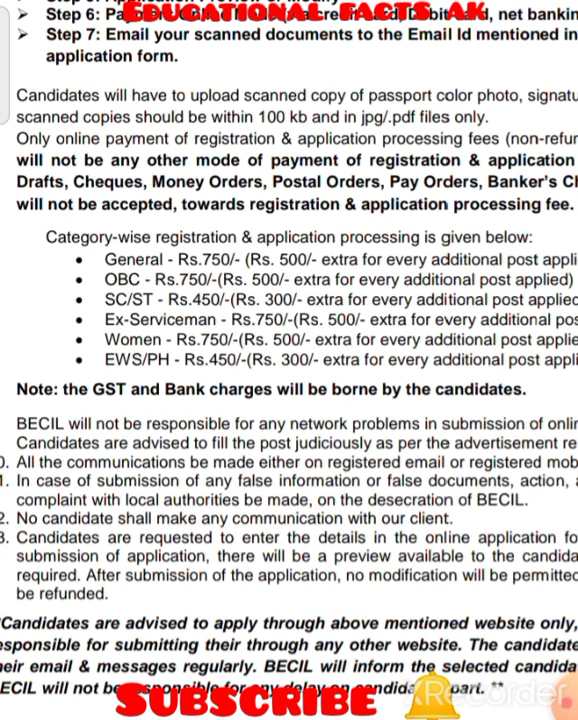 EDUCATIONAL FACTS AK
➤ Step 6: net bankin
➤ Step 7: Email your scanned documents to the Email Id mentioned in
application form.
Candidates will have to upload scanned copy of passport color photo, signatu
scanned copies should be within 100 kb and in jpg/.pdf files only.
Only online payment of registration & application processing fees (non-refur
will not be any other mode of payment of registration & application
Drafts, Cheques, Money Orders, Postal Orders, Pay Orders, Banker's Ch
will not be accepted, towards registration & application processing fee.
Category-wise registration & application processing is given below:
• General - Rs.750/- (Rs. 500/- extra for every additional post appli
• OBC - Rs.750/-(Rs. 500/- extra for every additional post applied)
• SC/ST - Rs.450/-(Rs. 300/- extra for every additional post applied
• Ex-Serviceman - Rs.750/-(Rs. 500/- extra for every additional pos
• Women - Rs.750/-(Rs. 500/- extra for every additional post applie
• EWS/PH - Rs.450/-(Rs. 300/- extra for every additional post appli
Note: the GST and Bank charges will be borne by the candidates.
BECIL will not be responsible for any network problems in submission of onlin
Candidates are advised to fill the post judiciously as per the advertisement re
0. All the communications be made either on registered email or registered mob
1. In case of submission of any false information or false documents, action, a
complaint with local authorities be made, on the desecration of BECIL.
2. No candidate shall make any communication with our client.
3. Candidates are requested to enter the details in the online application fo
submission of application, there will be a preview available to the candida
required. After submission of the application, no modification will be permitted
be refunded.
Candidates are advised to apply through above mentioned website only,
esponsible for submitting their through any other website. The candidate
heir email & messages regularly. BECIL will inform the selected candida
ECIL will not be responsible for any delay on candida part. **
SUBSCRIBE
XRecorder